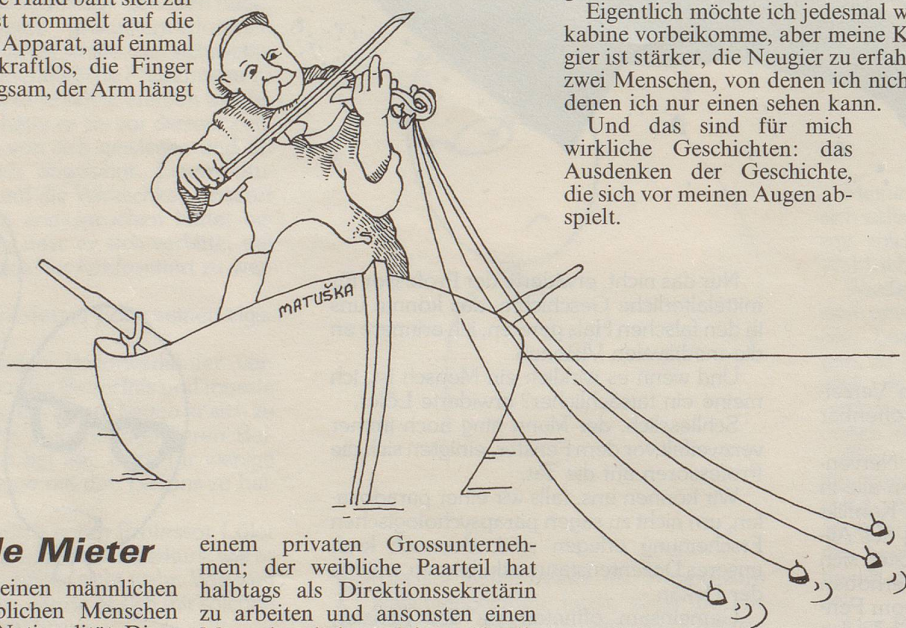 Hand ballt sich zur
st trommelt auf die
Apparat, auf einmal
kraftlos, die Finger
gsam, der Arm hängt
Eigentlich möchte ich jedesmal w
kabine vorbeikomme, aber meine K
gier ist stärker, die Neugier zu erfah
zwei Menschen, von denen ich nich
denen ich nur einen sehen kann.
Und das sind für mich
wirkliche Geschichten: das
Ausdenken der Geschichte,
die sich vor meinen Augen ab-
spielt.
MATUŠKA
le Mieter
einen männlichen
blichen Menschen
einem privaten Grossunterneh-
men; der weibliche Paarteil hat
halbtags als Direktionssekretärin
zu arbeiten und ansonsten einen